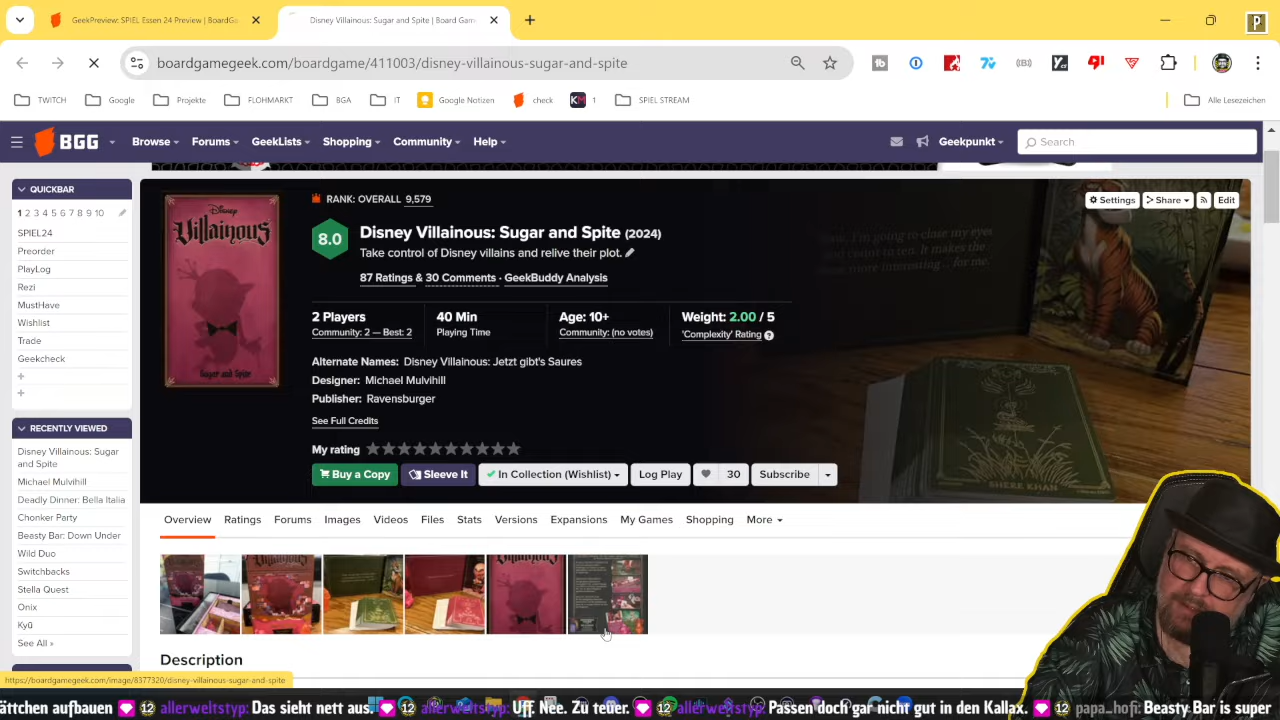 GeekPreview: SPIEL Essen 24 Preview | BoardGa
Disney Villainous: Sugar and Spite | Board Gam
boardgamegeek.com/boardgame/411003/disney-villainous-sugar-and-spite
TWITCH
Google
Projekte
FLOHMARKT
BGA
IT
Google Notizen
check
1
SPIEL STREAM
Alle Lesezeichen
BGG
Browse
Forums
GeekLists
Shopping
Community
Help
Geekpunkt
Search
QUICKBAR
1 2 3 4 5 6 7 8 9 10
SPIEL24
Preorder
PlayLog
Rezi
MustHave
Wishlist
Trade
Geekcheck
RECENTLY VIEWED
Disney Villainous: Sugar
and Spite
Michael Mulvihill
Deadly Dinner: Bella Italia
Chonker Party
Beasty Bar: Down Under
Wild Duo
Switchbacks
Stella Quest
Onix
Kyū
See All »
Disney
Villainous
Sugar and Spite
RANK: OVERALL 9,579
Settings
Share
Edit
8.0
Disney Villainous: Sugar and Spite (2024)
Take control of Disney villains and relive their plot.
87 Ratings & 30 Comments · GeekBuddy Analysis
2 Players
Community: 2 — Best: 2
40 Min
Playing Time
Age: 10+
Community: (no votes)
Weight: 2.00 / 5
'Complexity' Rating
Alternate Names: Disney Villainous: Jetzt gibt's Saures
Designer: Michael Mulvihill
Publisher: Ravensburger
See Full Credits
My rating
Buy a Copy
Sleeve It
In Collection (Wishlist)
Log Play
30
Subscribe
SHERE KHAN
Overview
Ratings
Forums
Images
Videos
Files
Stats
Versions
Expansions
My Games
Shopping
More
Description
https://boardgamegeek.com/image/8377320/disney-villainous-sugar-and-spite
ättchen aufbauen 12 allerweltstyp: Das sieht nett aus 12 allerweltstyp: Uff. Nee. Zu teuer. 12 allerweltstyp: Passen doch gar nicht gut in den Kallax. 12 papa_hofi: Beasty Bar is super